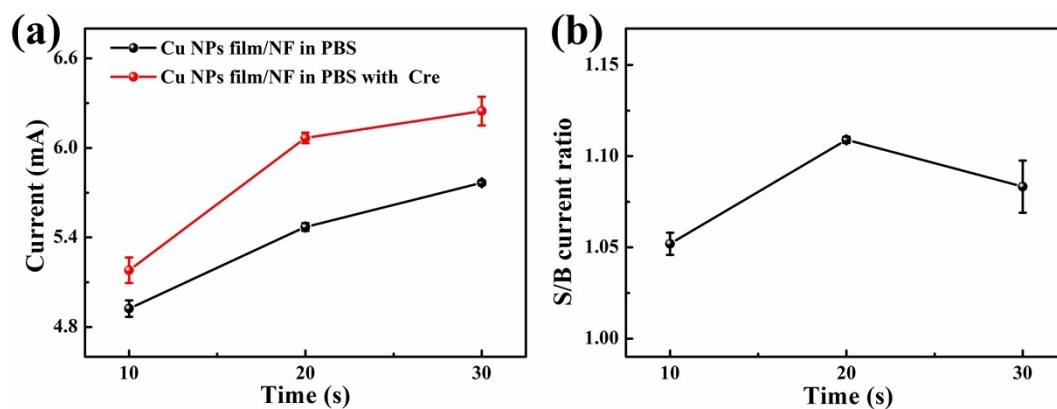 (a)
Cu NPs film/NF in PBS
Cu NPs film/NF in PBS with Cre
Current (mA)
6.6
6.0
5.4
4.8
10 20 30
Time (s)
(b)
S/B current ratio
1.15
1.10
1.05
1.00
10 20 30
Time (s)